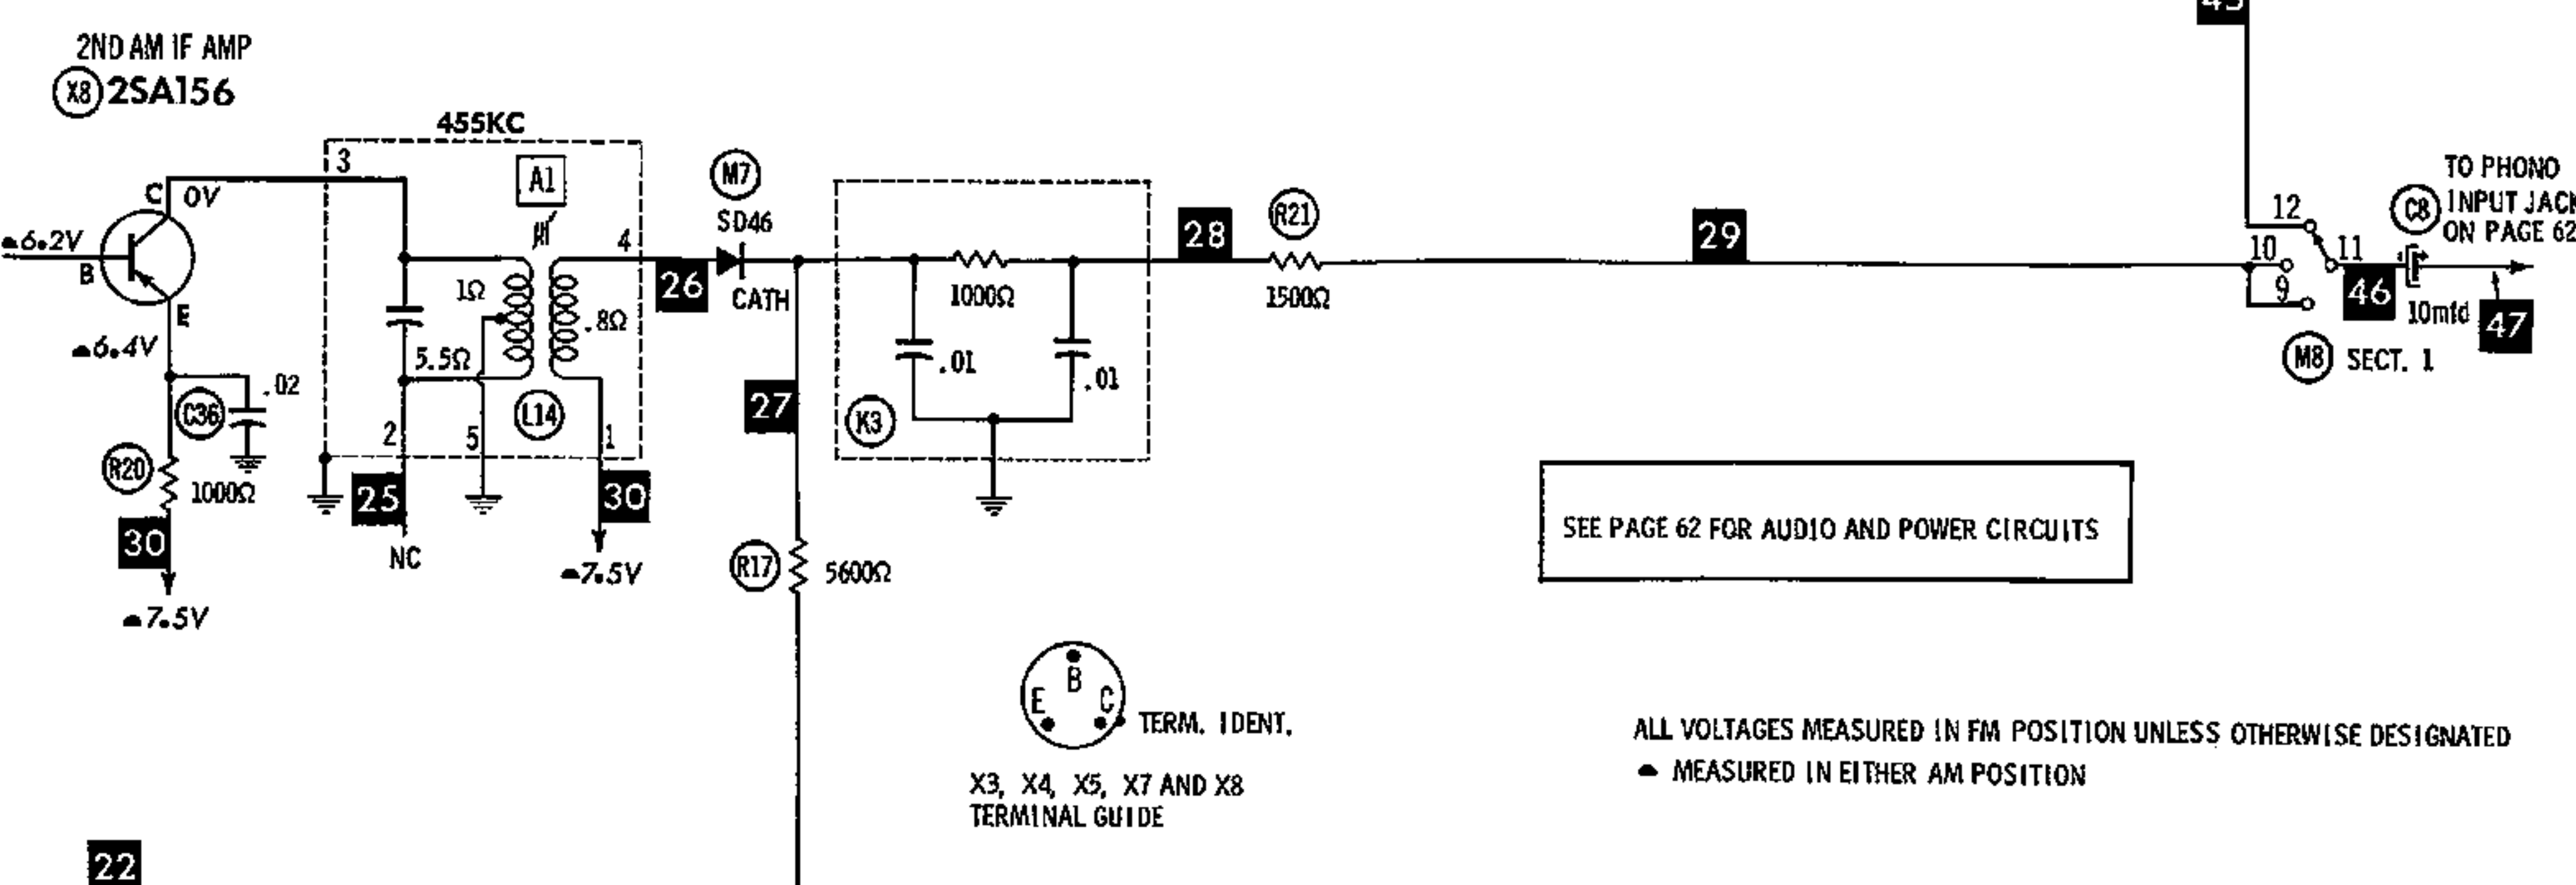 45
2ND AM IF AMP
X8 2SA156
455KC
3
A1
M7
SD46
CATH
C
0V
▲6.2V
B
E
▲6.4V
4
26
1Ω
.8Ω
5.5Ω
L14
2
5
1
C36
.02
R20
1000Ω
30
▲7.5V
25
NC
30
▲7.5V
27
K3
1000Ω
.01
.01
28
R21
1500Ω
29
R17
5600Ω
12
10
9
11
46
TO PHONO
C8 INPUT JACK
ON PAGE 62
10mfd
47
M8 SECT. 1
SEE PAGE 62 FOR AUDIO AND POWER CIRCUITS
B
E
C
TERM. IDENT.
X3, X4, X5, X7 AND X8
TERMINAL GUIDE
ALL VOLTAGES MEASURED IN FM POSITION UNLESS OTHERWISE DESIGNATED
▲ MEASURED IN EITHER AM POSITION
22